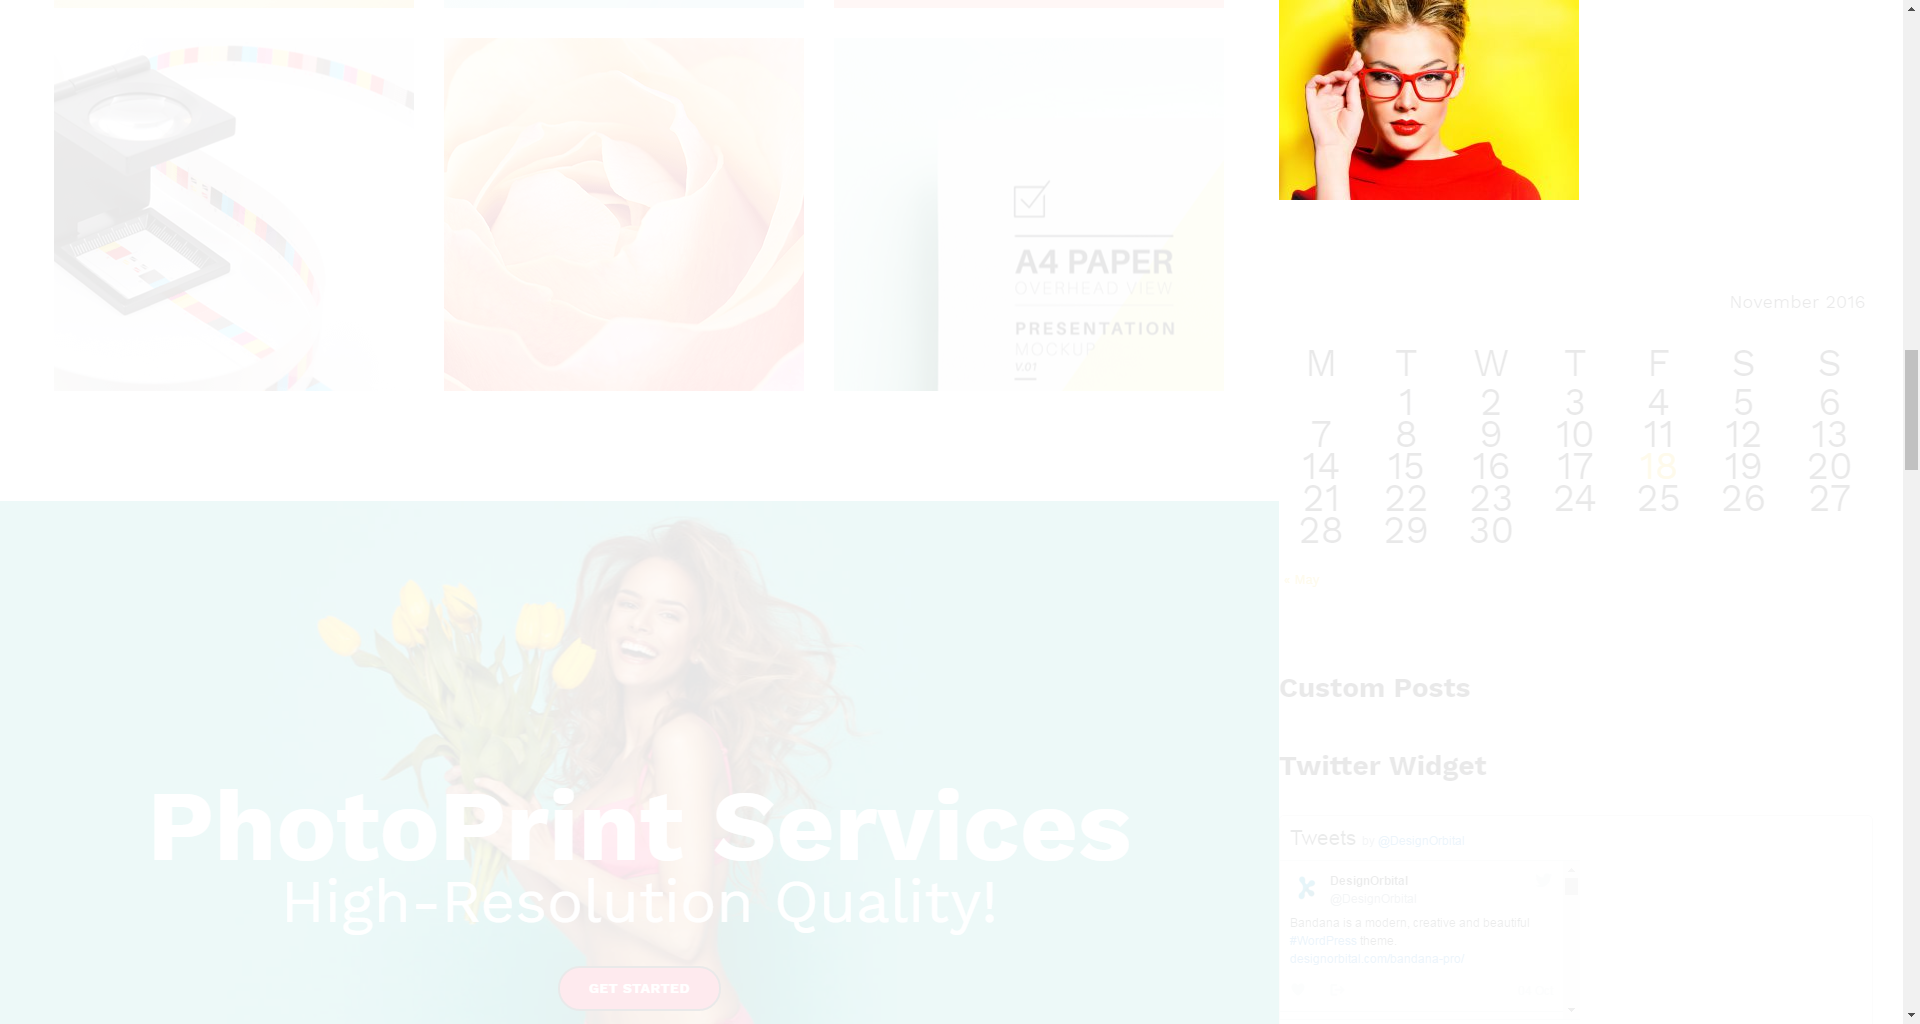 A4 PAPER
OVERHEAD VIEW
PRESENTATION
MOCKUP
V.01
November 2016
M T W T F S S
1 2 3 4 5 6
7 8 9 10 11 12 13
14 15 16 17 18 19 20
21 22 23 24 25 26 27
28 29 30
« May
Custom Posts
Twitter Widget
PhotoPrint Services
High-Resolution Quality!
GET STARTED
Tweets by @DesignOrbital
DesignOrbital
@DesignOrbital
Bandana is a modern, creative and beautiful
#WordPress theme...
designorbital.com/bandana-pro/